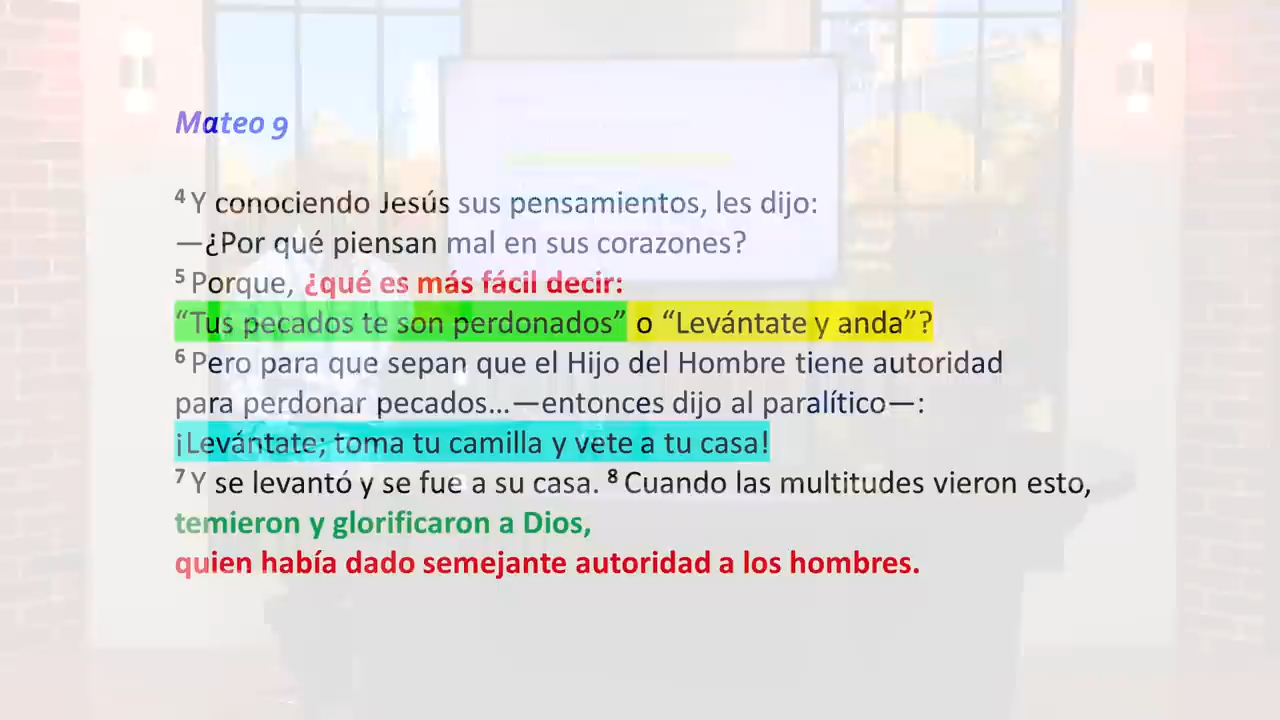 Mateo 9
4 Y conociendo Jesús sus pensamientos, les dijo:
—¿Por qué piensan mal en sus corazones?
5 Porque, ¿qué es más fácil decir:
“Tus pecados te son perdonados” o “Levántate y anda”?
6 Pero para que sepan que el Hijo del Hombre tiene autoridad
para perdonar pecados...—entonces dijo al paralítico—:
¡Levántate; toma tu camilla y vete a tu casa!
7 Y se levantó y se fue a su casa. 8 Cuando las multitudes vieron esto,
temieron y glorificaron a Dios,
quien había dado semejante autoridad a los hombres.